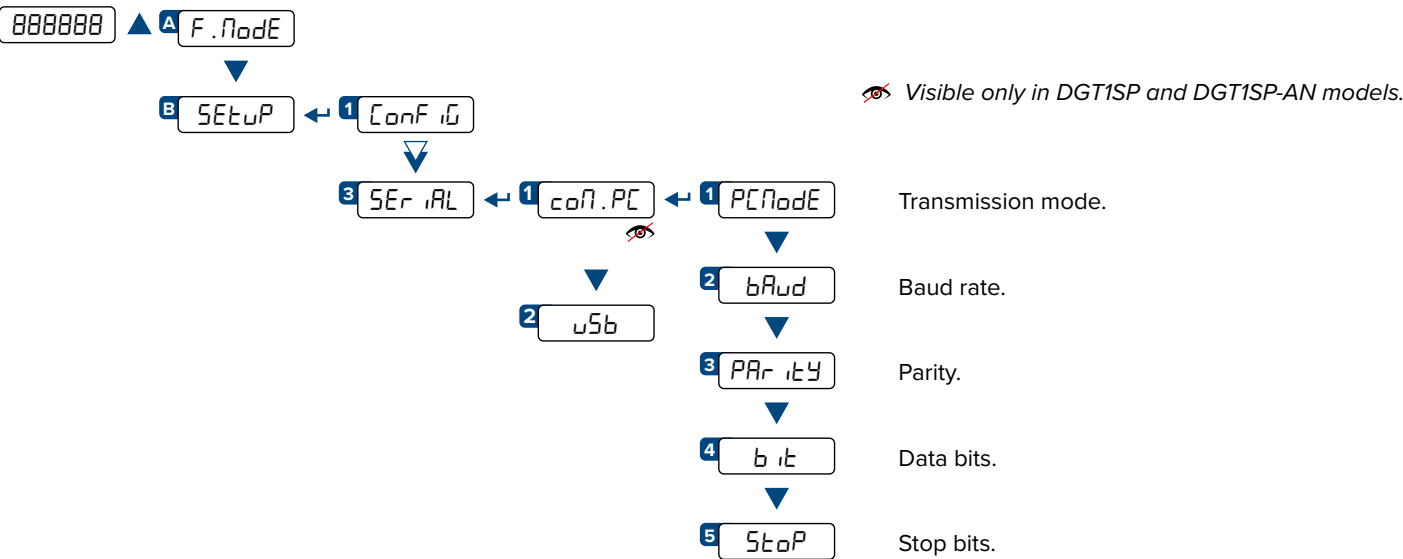 888888 A F.ModE
B SEtuP 1 ConFiG
Visible only in DGT1SP and DGT1SP-AN models.
3 SEriAL 1 coM.PC 1 PCModE Transmission mode.
2 bAud Baud rate.
2 uSb
3 PAritY Parity.
4 bit Data bits.
5 StoP Stop bits.